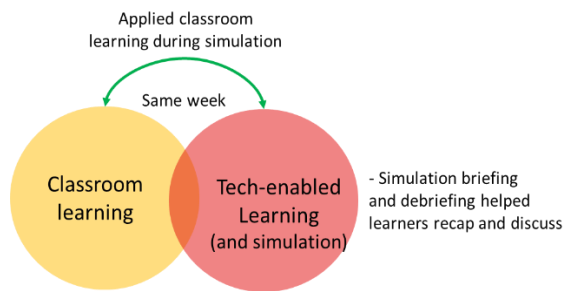 Applied classroom
learning during simulation
Same week
Classroom
learning
Tech-enabled
Learning
(and simulation)
- Simulation briefing
and debriefing helped
learners recap and discuss